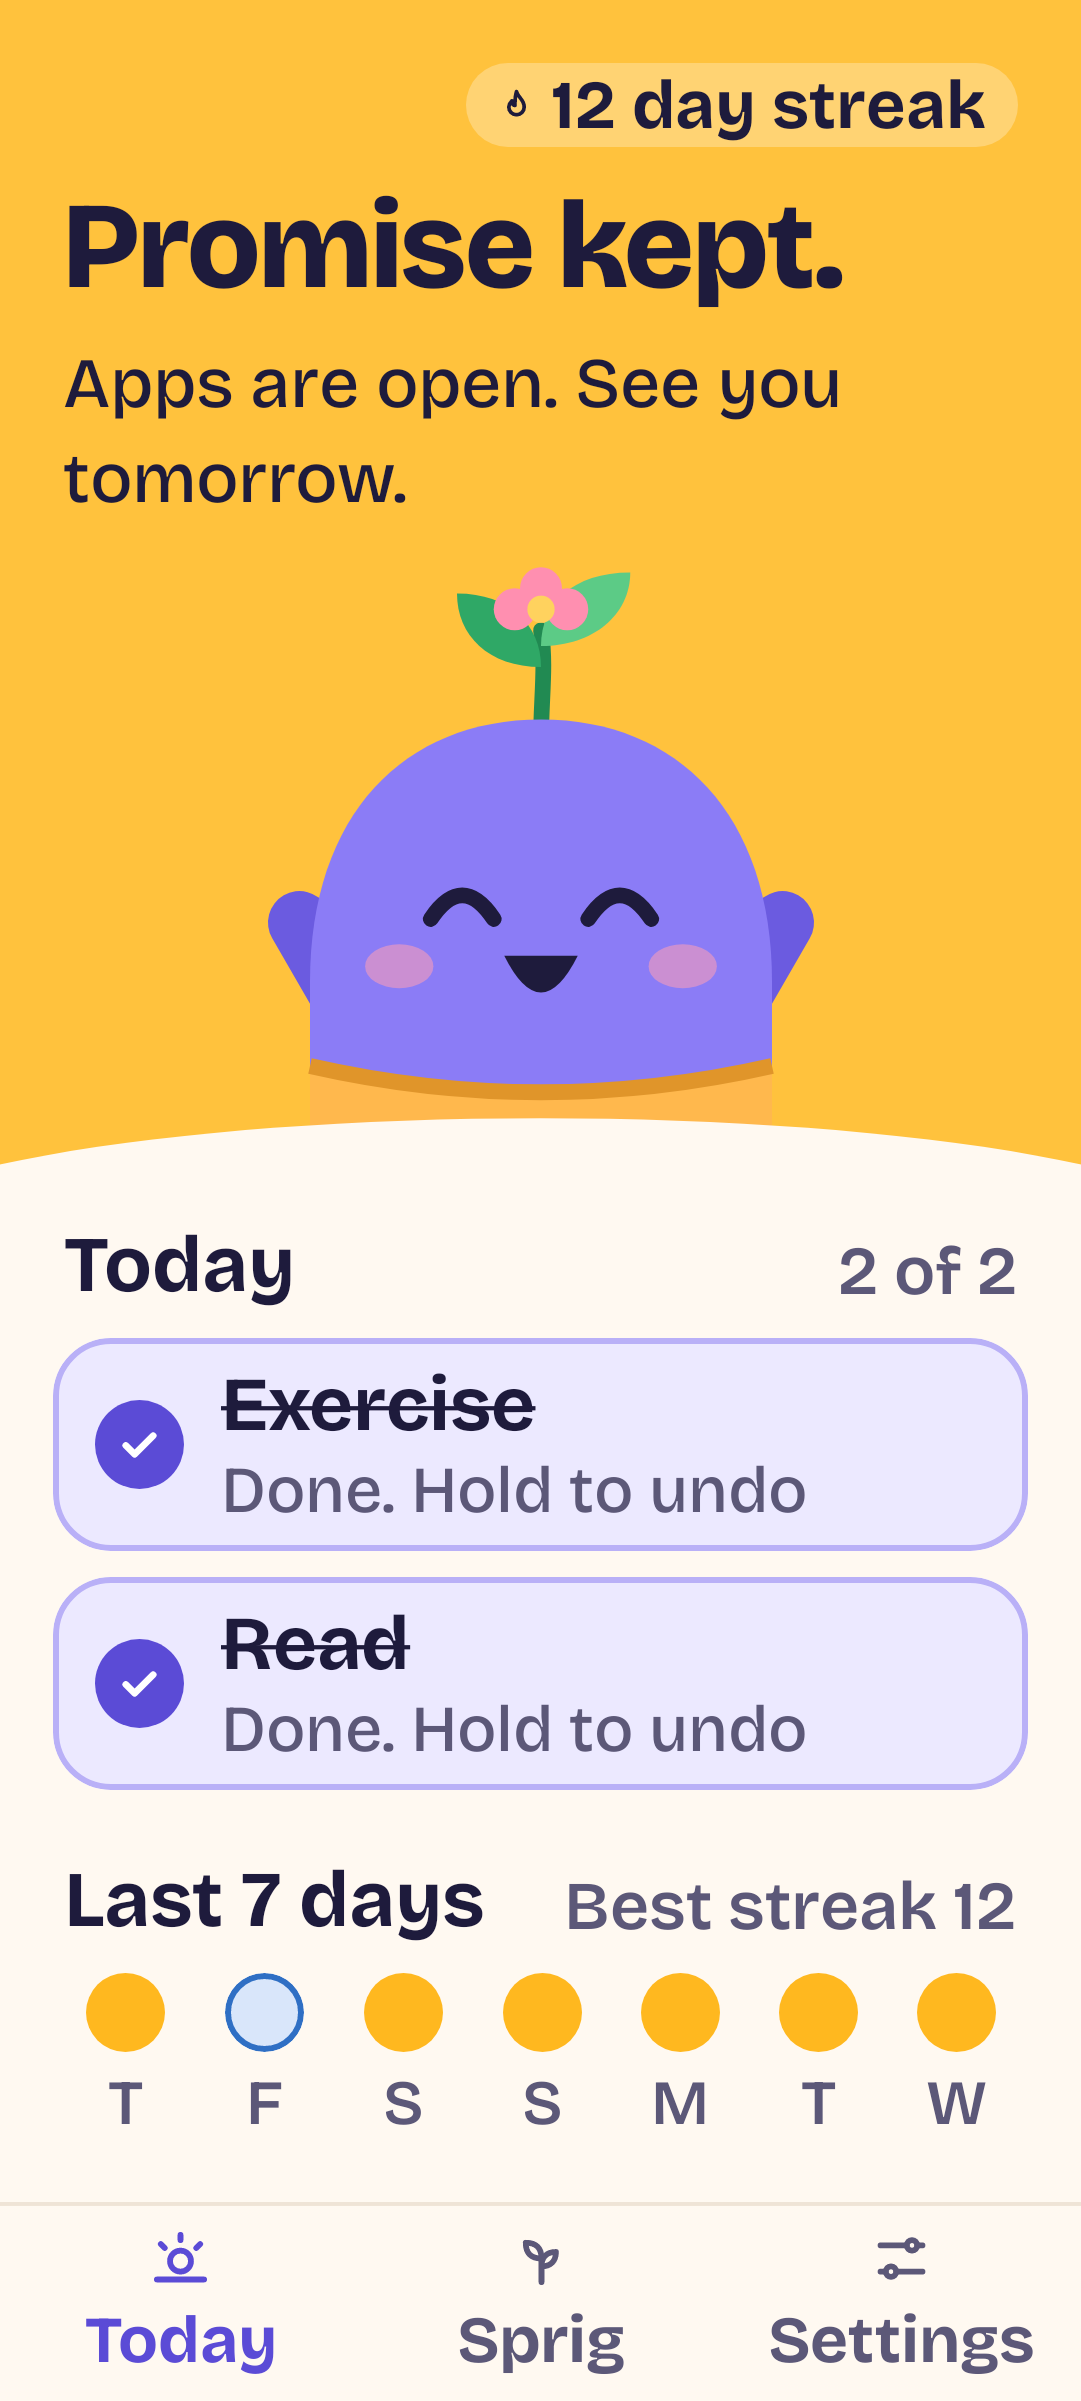 12 day streak
Promise kept.
Apps are open. See you
tomorrow.
Today
2 of 2
Exercise
Done. Hold to undo
Read
Done. Hold to undo
Last 7 days
Best streak 12
T F S S M T W
Today
Sprig
Settings